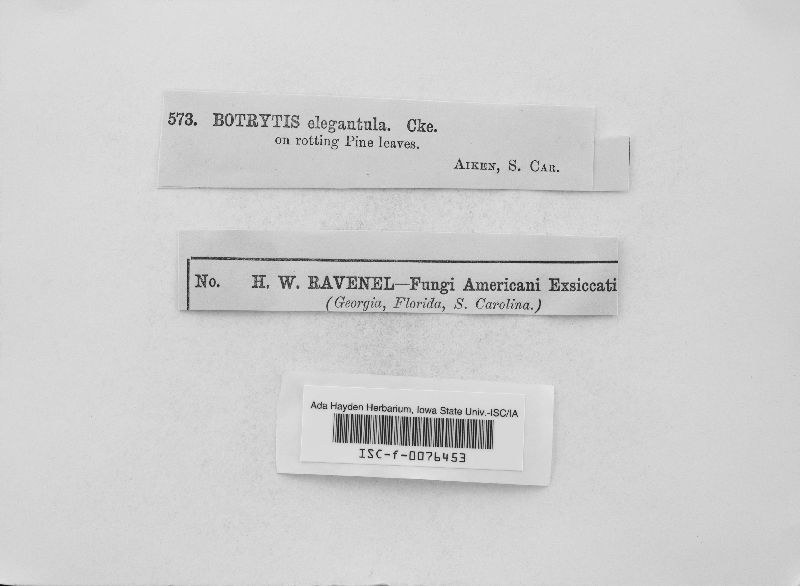 573. BOTRYTIS elegantula. Cke.
on rotting Pine leaves.
AIKEN, S. CAR.
No. H. W. RAVENEL—Fungi Americani Exsiccati
(Georgia, Florida, S. Carolina.)
Ada Hayden Herbarium, Iowa State Univ.-ISC/IA
ISC-f-0076453